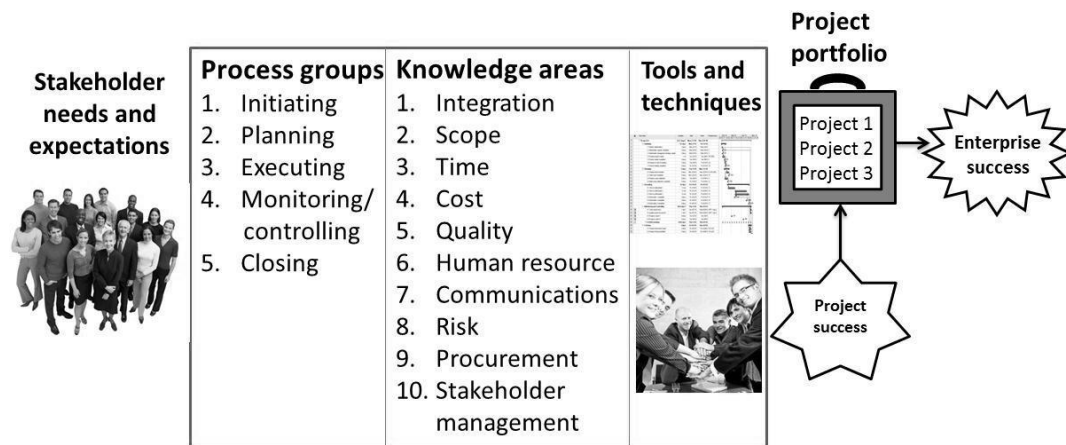 Stakeholder
needs and
expectations
Process groups
1. Initiating
2. Planning
3. Executing
4. Monitoring/
controlling
5. Closing
Knowledge areas
1. Integration
2. Scope
3. Time
4. Cost
5. Quality
6. Human resource
7. Communications
8. Risk
9. Procurement
10. Stakeholder
management
Tools and
techniques
Project
portfolio
Project 1
Project 2
Project 3
Enterprise
success
Project
success